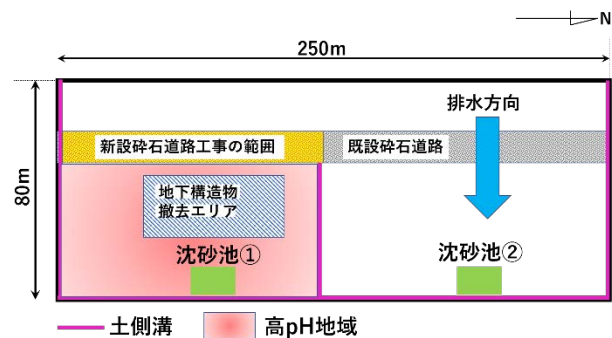 N
250m
80m
排水方向
新設砕石道路工事の範囲
既設砕石道路
地下構造物
撤去エリア
沈砂池①
沈砂池②
土側溝
高pH地域